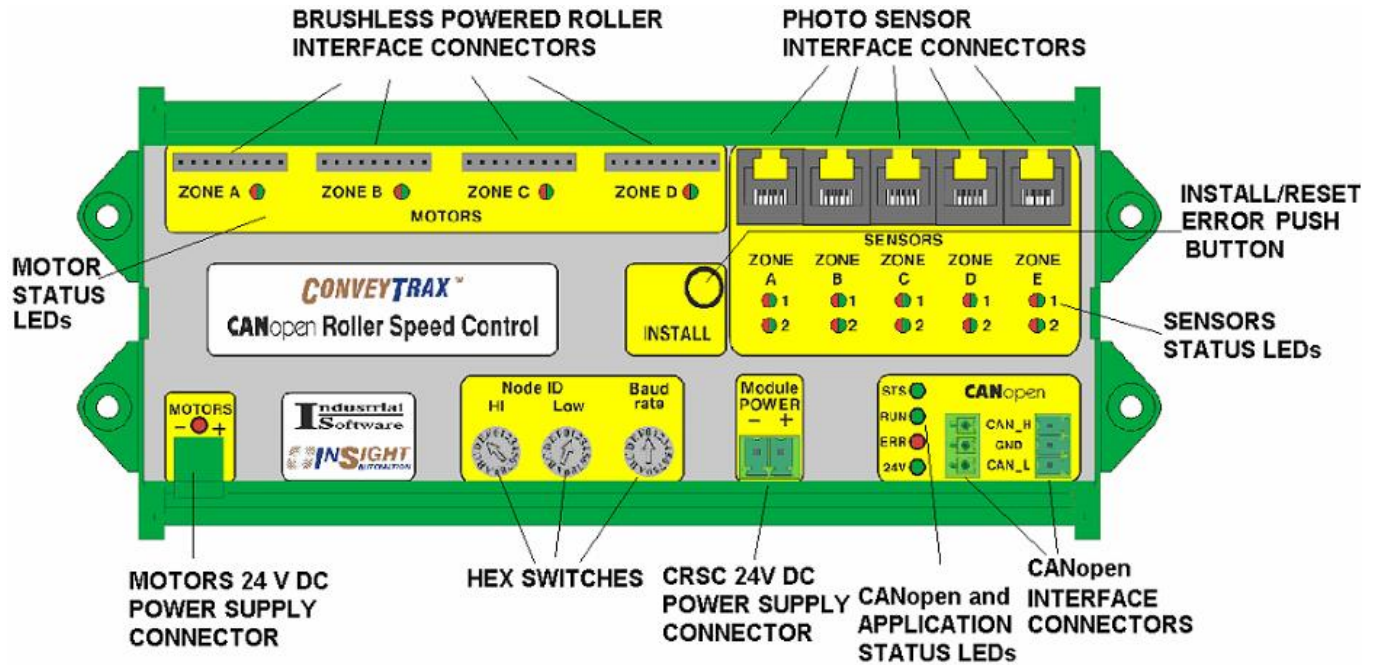 BRUSHLESS POWERED ROLLER
INTERFACE CONNECTORS
PHOTO SENSOR
INTERFACE CONNECTORS
ZONE A
ZONE B
ZONE C
ZONE D
MOTORS
INSTALL/RESET
ERROR PUSH
BUTTON
SENSORS
ZONE ZONE ZONE ZONE ZONE
A B C D E
1 1 1 1 1
2 2 2 2 2
MOTOR
STATUS
LEDs
CONVEYTRAX™
CANopen Roller Speed Control
INSTALL
SENSORS
STATUS LEDs
MOTORS
- +
Industrial
Software
INSIGHT
AUTOMATION
Node ID
HI Low
Baud
rate
Module
POWER
- +
STS
RUN
ERR
24V
CANopen
CAN_H
GND
CAN_L
MOTORS 24 V DC
POWER SUPPLY
CONNECTOR
HEX SWITCHES
CRSC 24V DC
POWER SUPPLY
CONNECTOR
CANopen and
APPLICATION
STATUS LEDs
CANopen
INTERFACE
CONNECTORS